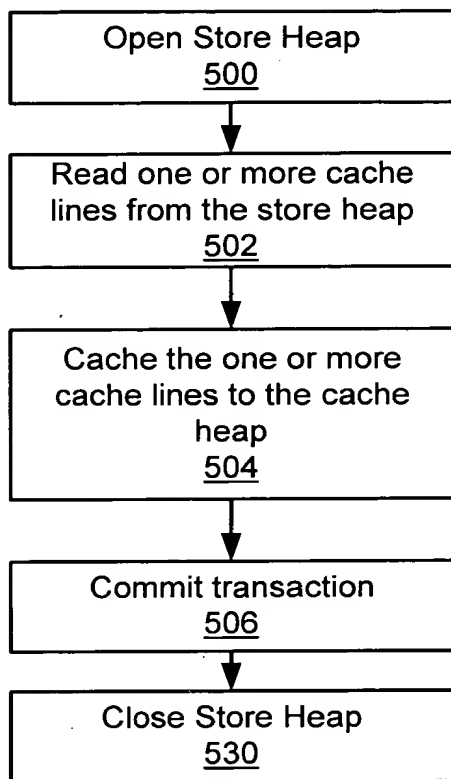 Open Store Heap
500
Read one or more cache
lines from the store heap
502
Cache the one or more
cache lines to the cache
heap
504
Commit transaction
506
Close Store Heap
530